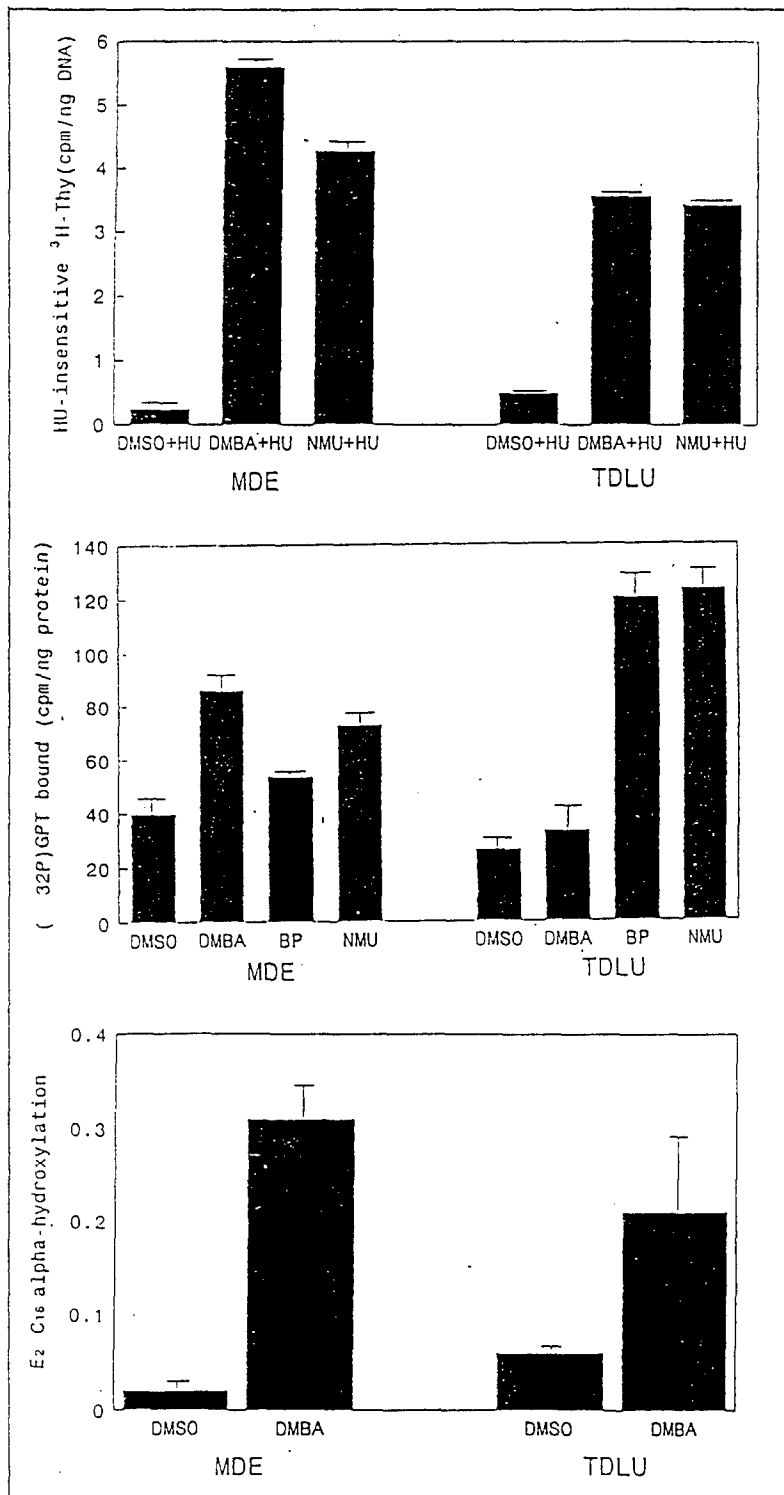 HU-insensitive ³H-Thy(cpm/ng DNA)
6
5
4
3
2
1
0
DMSO+HU DMBA+HU NMU+HU DMSO+HU DMBA+HU NMU+HU
MDE TDLU
( 32P)GPT bound (cpm/ng protein)
140
120
100
80
60
40
20
0
DMSO DMBA BP NMU DMSO DMBA BP NMU
MDE TDLU
E₂ C₁₆ alpha-hydroxylation
0.4
0.3
0.2
0.1
0
DMSO DMBA DMSO DMBA
MDE TDLU